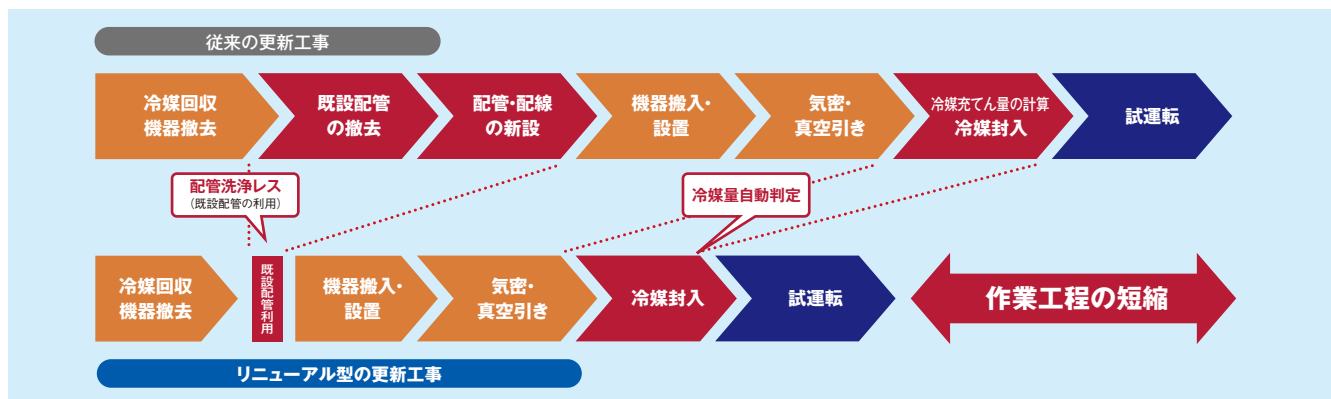 従来の更新工事
冷媒回収
機器撤去
既設配管
の撤去
配管・配線
の新設
機器搬入・
設置
気密・
真空引き
冷媒充てん量の計算
冷媒封入
試運転
配管洗浄レス
(既設配管の利用)
冷媒量自動判定
冷媒回収
機器撤去
既設配管利用
機器搬入・
設置
気密・
真空引き
冷媒封入
試運転
作業工程の短縮
リニューアル型の更新工事